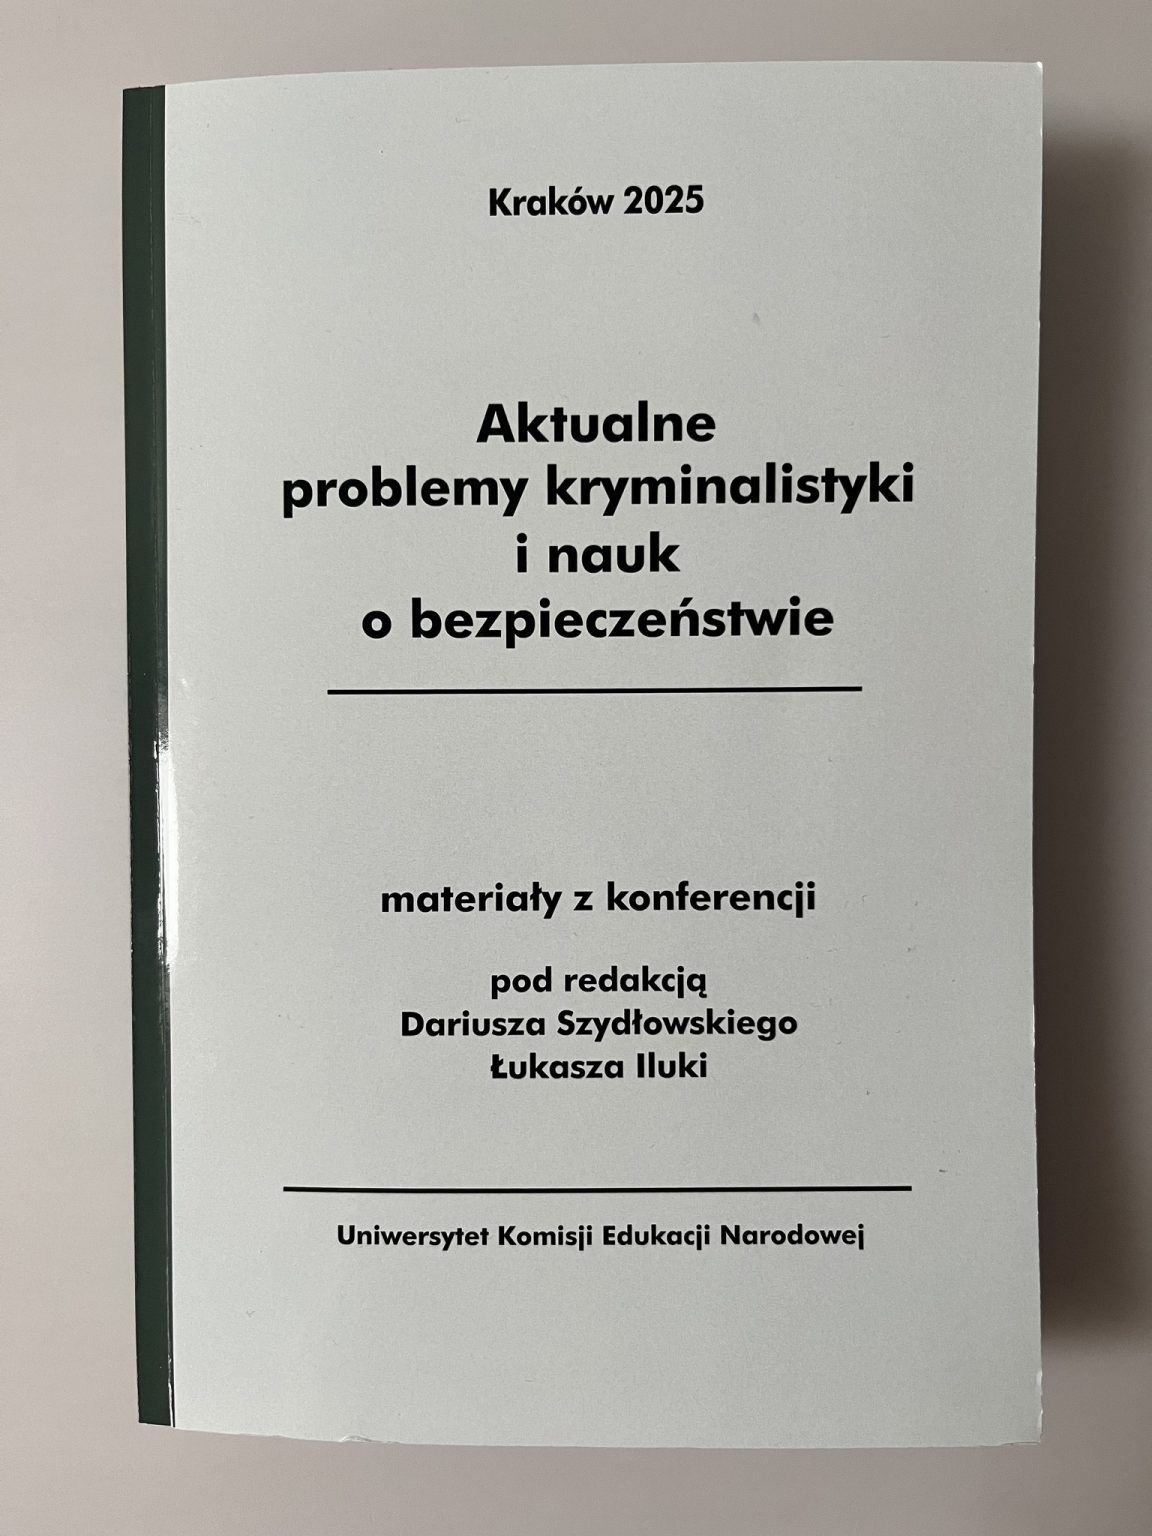 Kraków 2025
Aktualne
problemy kryminalistyki
i nauk
o bezpieczeństwie
materiały z konferencji
pod redakcją
Dariusza Szydłowskiego
Łukasza Iluki
Uniwersytet Komisji Edukacji Narodowej